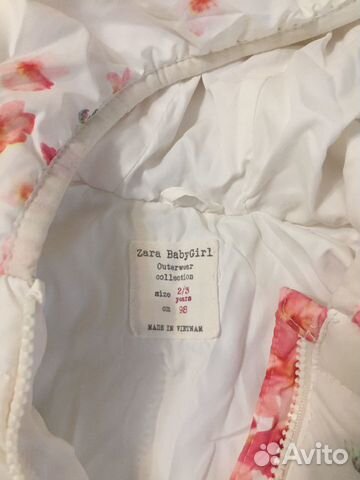 Zara BabyGirl
Outerwear
collection
size 2/3
years
cm 98
MADE IN VIETNAM
Avito